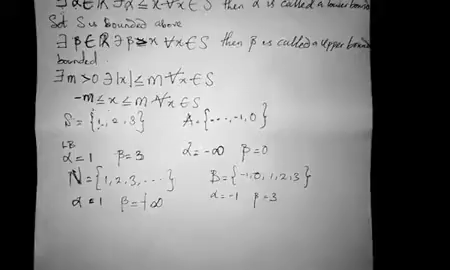 ∃ α ∈ ℝ ∋ α ≤ x ∀x ∈ S then α is called a lower bound
Set S is bounded above
∃ β ∈ ℝ ∋ β ≥ x ∀x ∈ S then β is called a upper bound
bounded
∃ m > 0 ∋ |x| ≤ m ∀x ∈ S
-m ≤ x ≤ m ∀x ∈ S
S = {1, 2, 3} A = {..., -1, 0}
LB
α = 1 β = 3 α = -∞ β = 0
N = {1, 2, 3, ...} B = {-1, 0, 1, 2, 3}
α = 1 β = +∞ α = -1 β = 3